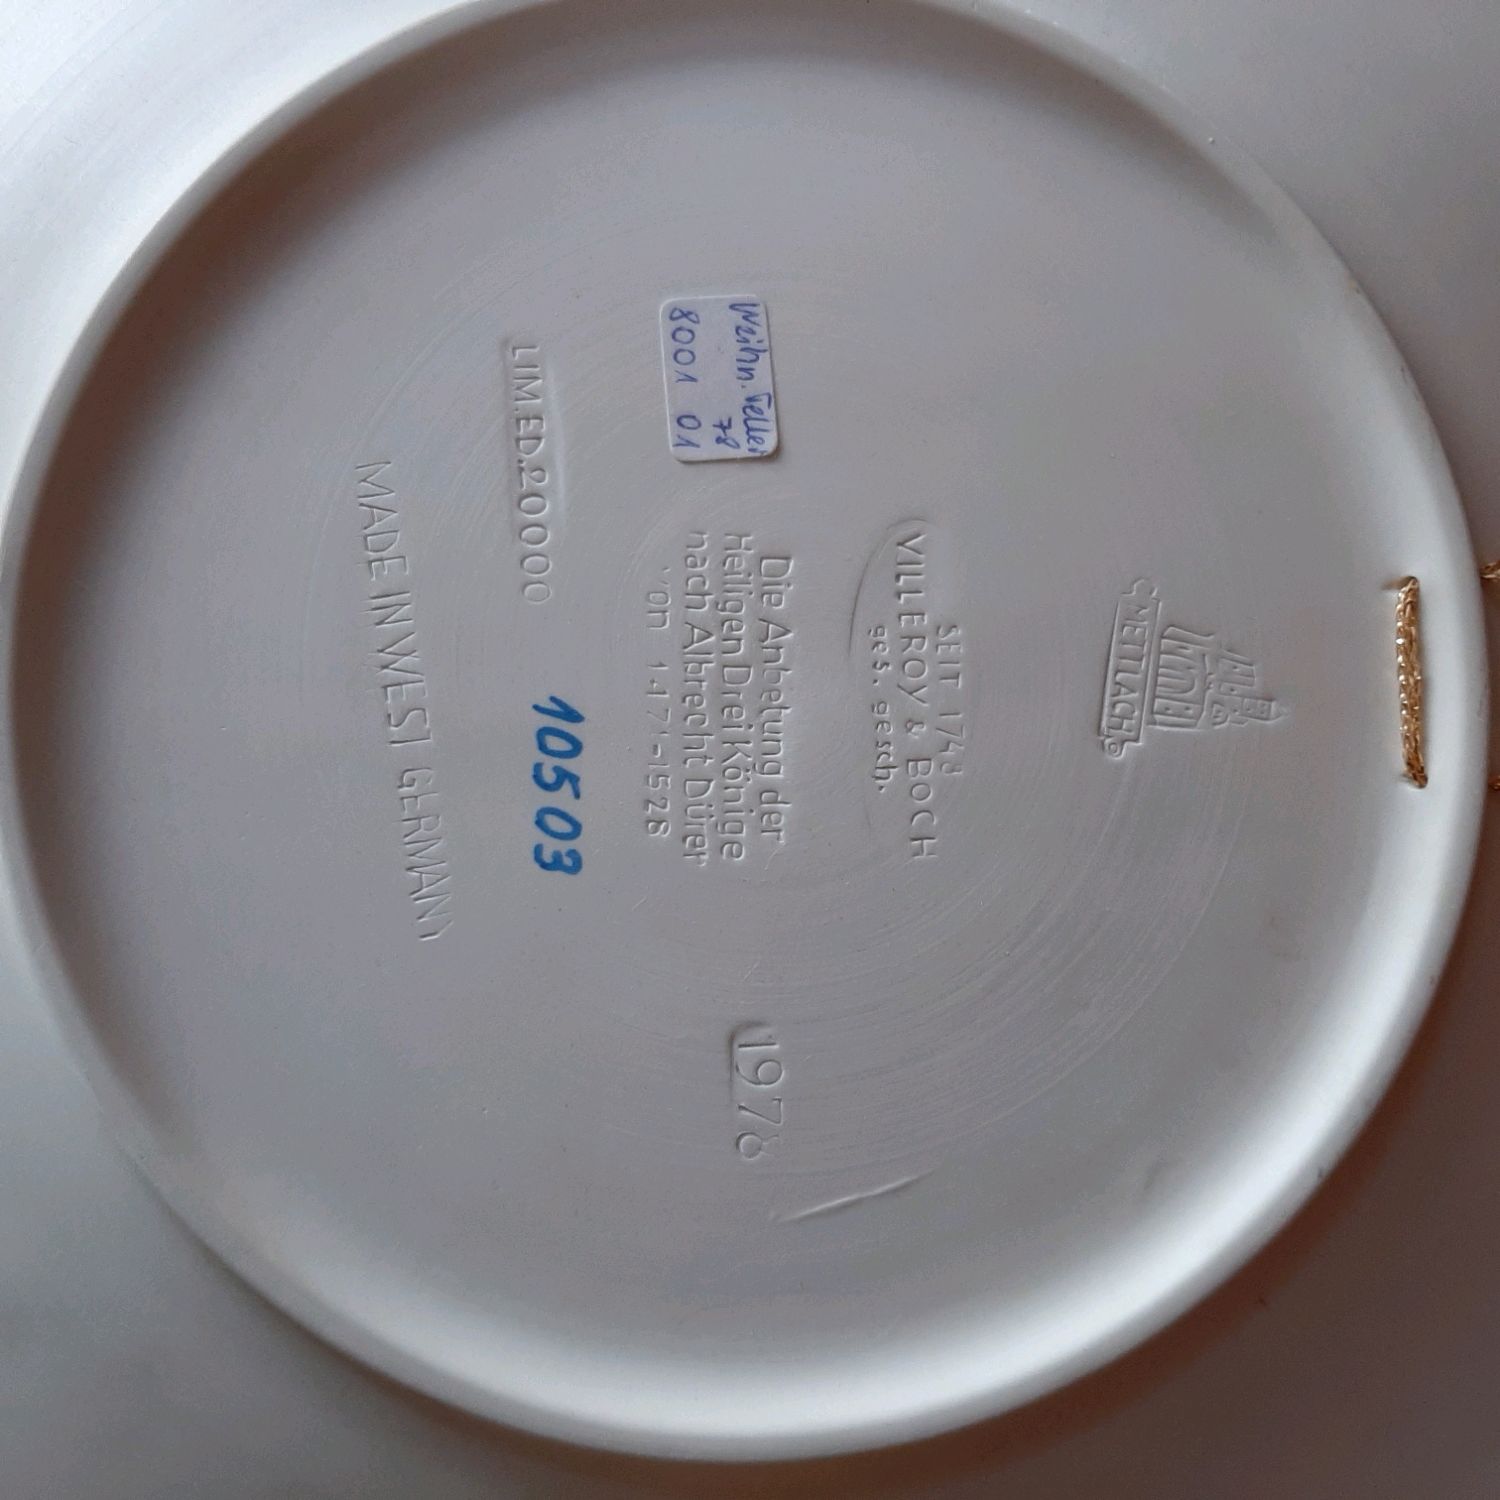 METTLACH ©
SEIT 1748
VILLEROY & BOCH
ges. gesch.
Weihn. Teller
78
8001 01
Die Anbetung der
Heiligen Drei Könige
nach Albrecht Dürer
von 1471-1528
1978
LIM.ED. 20000
10503
MADE IN WEST GERMANY